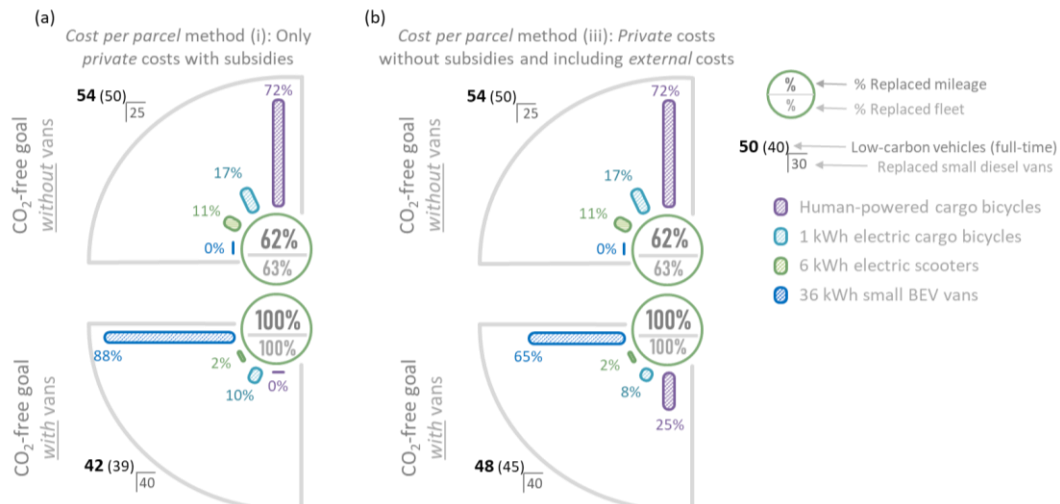 (a)
Cost per parcel method (i): Only
private costs with subsidies
54 (50)
25
72%
17%
11%
0%
62%
63%
CO2-free goal
without vans
100%
100%
88%
2%
10%
0%
42 (39)
40
CO2-free goal
with vans
(b)
Cost per parcel method (iii): Private costs
without subsidies and including external costs
54 (50)
25
72%
17%
11%
0%
62%
63%
CO2-free goal
without vans
100%
100%
65%
2%
8%
25%
48 (45)
40
CO2-free goal
with vans
%
%
% Replaced mileage
% Replaced fleet
50 (40)
30
Low-carbon vehicles (full-time)
Replaced small diesel vans
Human-powered cargo bicycles
1 kWh electric cargo bicycles
6 kWh electric scooters
36 kWh small BEV vans